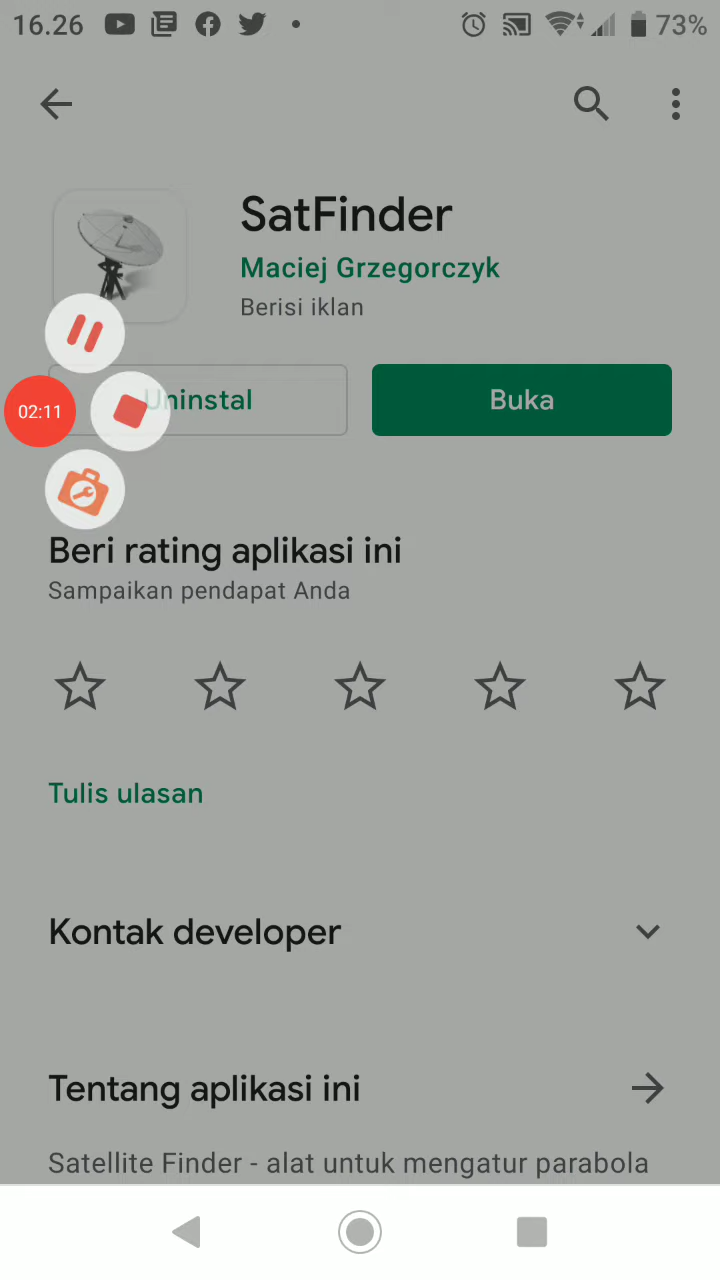 16.26
73%
SatFinder
Maciej Grzegorczyk
Berisi iklan
Uninstal
Buka
02:11
Beri rating aplikasi ini
Sampaikan pendapat Anda
Tulis ulasan
Kontak developer
Tentang aplikasi ini
Satellite Finder - alat untuk mengatur parabola